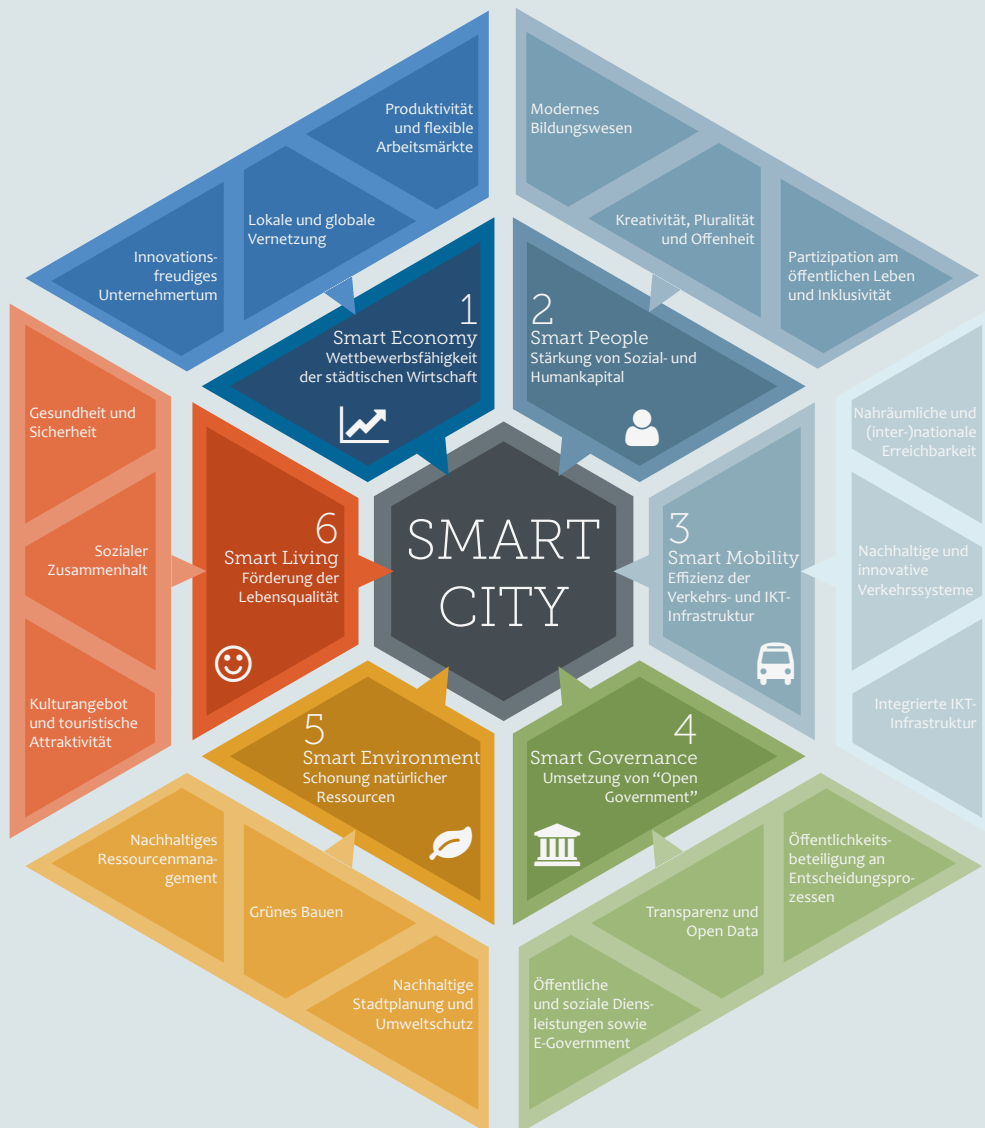 Produktivität
und flexible
Arbeitsmärkte
Lokale und globale
Vernetzung
Innovations-
freudiges
Unternehmertum
Modernes
Bildungswesen
Kreativität, Pluralität
und Offenheit
Partizipation am
öffentlichen Leben
und Inklusivität
1
Smart Economy
Wettbewerbsfähigkeit
der städtischen Wirtschaft
2
Smart People
Stärkung von Sozial- und
Humankapital
Gesundheit und
Sicherheit
Sozialer
Zusammenhalt
Kulturangebot
und touristische
Attraktivität
6
Smart Living
Förderung der
Lebensqualität
SMART
CITY
3
Smart Mobility
Effizienz der
Verkehrs- und IKT-
Infrastruktur
Nahräumliche und
(inter-)nationale
Erreichbarkeit
Nachhaltige und
innovative
Verkehrssysteme
Integrierte IKT-
Infrastruktur
5
Smart Environment
Schonung natürlicher
Ressourcen
4
Smart Governance
Umsetzung von “Open
Government”
Nachhaltiges
Ressourcenmana-
gement
Grünes Bauen
Nachhaltige
Stadtplanung und
Umweltschutz
Öffentlichkeits-
beteiligung an
Entscheidungspro-
zessen
Transparenz und
Open Data
Öffentliche
und soziale Diens-
leistungen sowie
E-Government